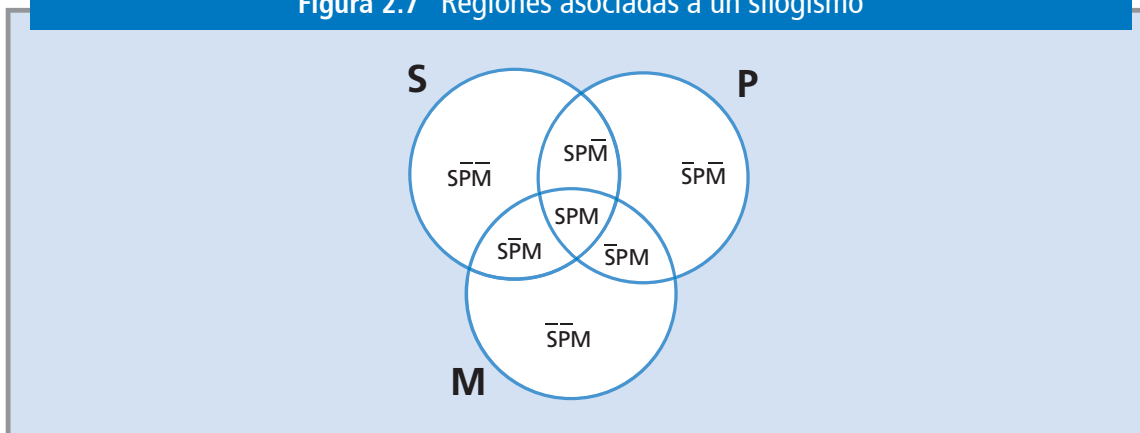 Figura 2.7 Regiones asociadas a un silogismo
S
P
SPM̅
SP̅M̅
S̅PM̅
SPM
SP̅M
S̅PM
S̅P̅M
M